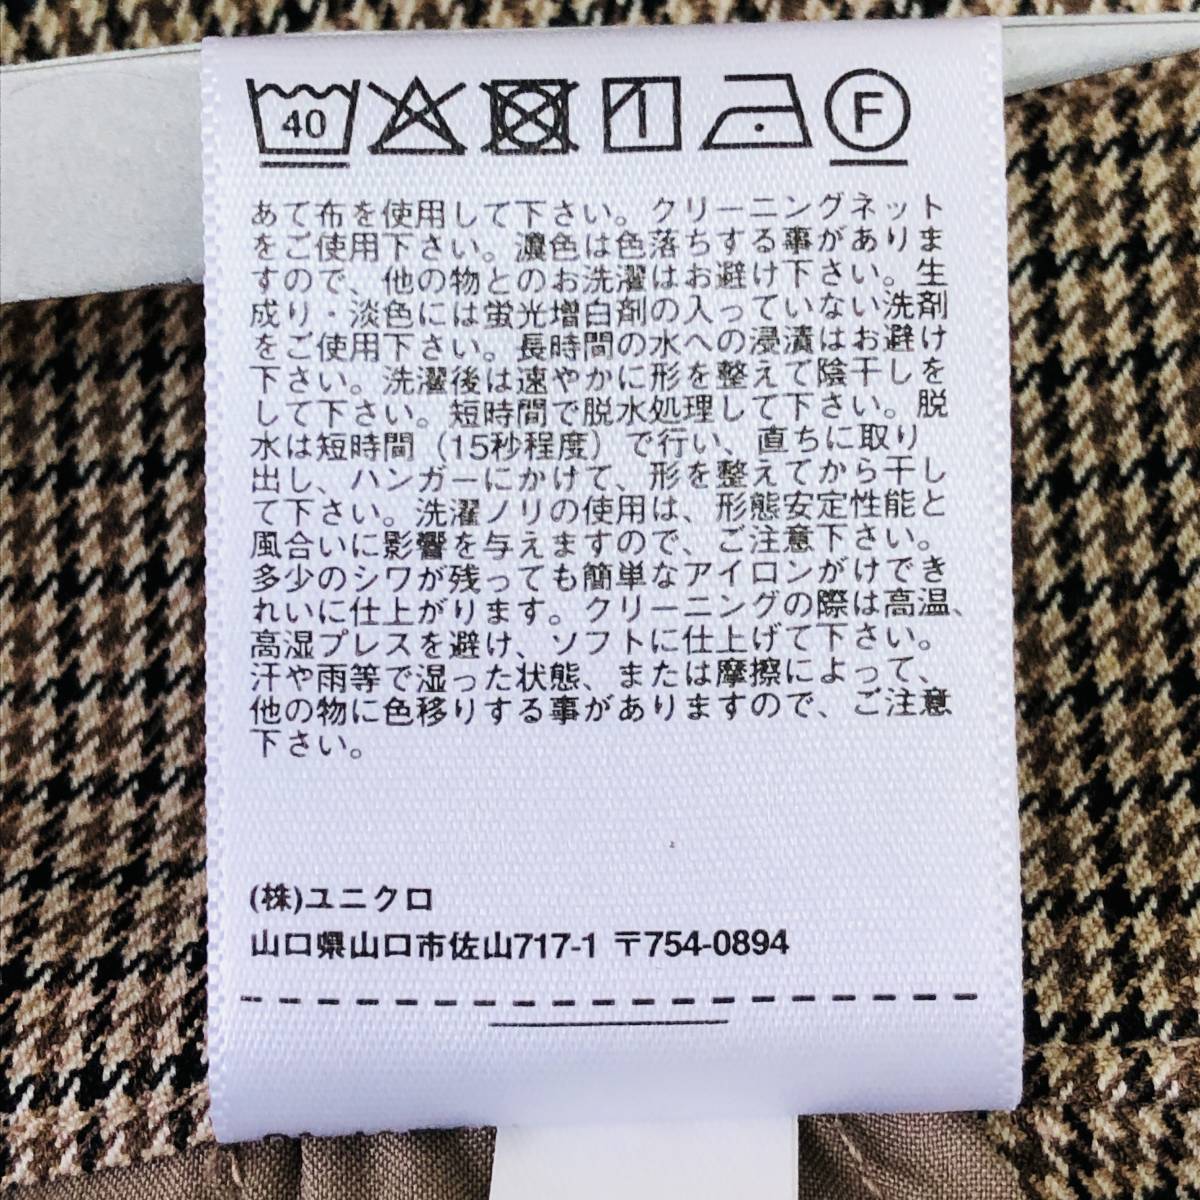 40
1
F
あて布を使用して下さい。クリーニングネット
をご使用下さい。濃色は色落ちする事がありま
すので、他の物とのお洗濯はお避け下さい。生
成り・淡色には蛍光増白剤の入っていない洗剤
をご使用下さい。長時間の水への浸漬はお避け
下さい。洗濯後は速やかに形を整えて陰干しを
して下さい。短時間で脱水処理して下さい。脱
水は短時間（15秒程度）で行い、直ちに取り
出し、ハンガーにかけて、形を整えてから干し
て下さい。洗濯ノリの使用は、形態安定性能と
風合いに影響を与えますので、ご注意下さい。
多少のシワが残っても簡単なアイロンがけでき
れいに仕上がります。クリーニングの際は高温、
高湿プレスを避け、ソフトに仕上げて下さい。
汗や雨等で湿った状態、または摩擦によって、
他の物に色移りする事がありますので、ご注意
下さい。
(株)ユニクロ
山口県山口市佐山717-1 〒754-0894